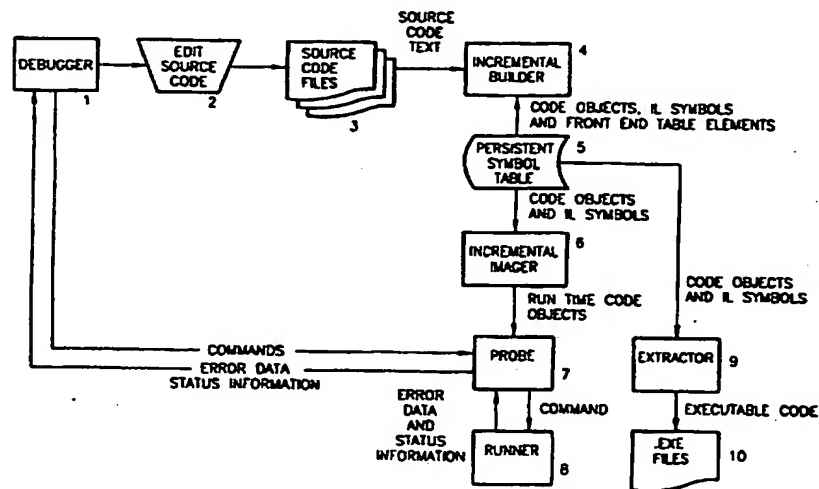 SOURCE
CODE
TEXT
DEBUGGER
1
EDIT
SOURCE
CODE
2
SOURCE
CODE
FILES
3
INCREMENTAL
BUILDER
4
CODE OBJECTS, IL SYMBOLS
AND FRONT END TABLE ELEMENTS
PERSISTENT
SYMBOL
TABLE
5
CODE OBJECTS
AND IL SYMBOLS
INCREMENTAL
IMAGER
6
RUN TIME CODE
OBJECTS
CODE OBJECTS
AND IL SYMBOLS
COMMANDS
ERROR DATA
STATUS INFORMATION
PROBE
7
EXTRACTOR
9
ERROR
DATA
AND
STATUS
INFORMATION
COMMAND
EXECUTABLE CODE
RUNNER
8
.EXE
FILES
10